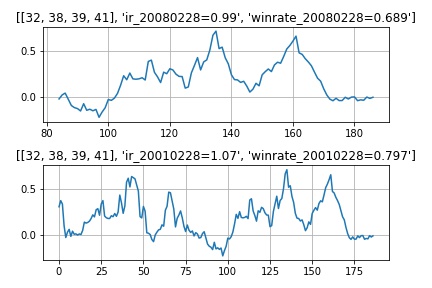 [[32, 38, 39, 41], 'ir_20080228=0.99', 'winrate_20080228=0.689']
0.5
0.0
80 100 120 140 160 180
[[32, 38, 39, 41], 'ir_20010228=1.07', 'winrate_20010228=0.797']
0.5
0.0
0 25 50 75 100 125 150 175